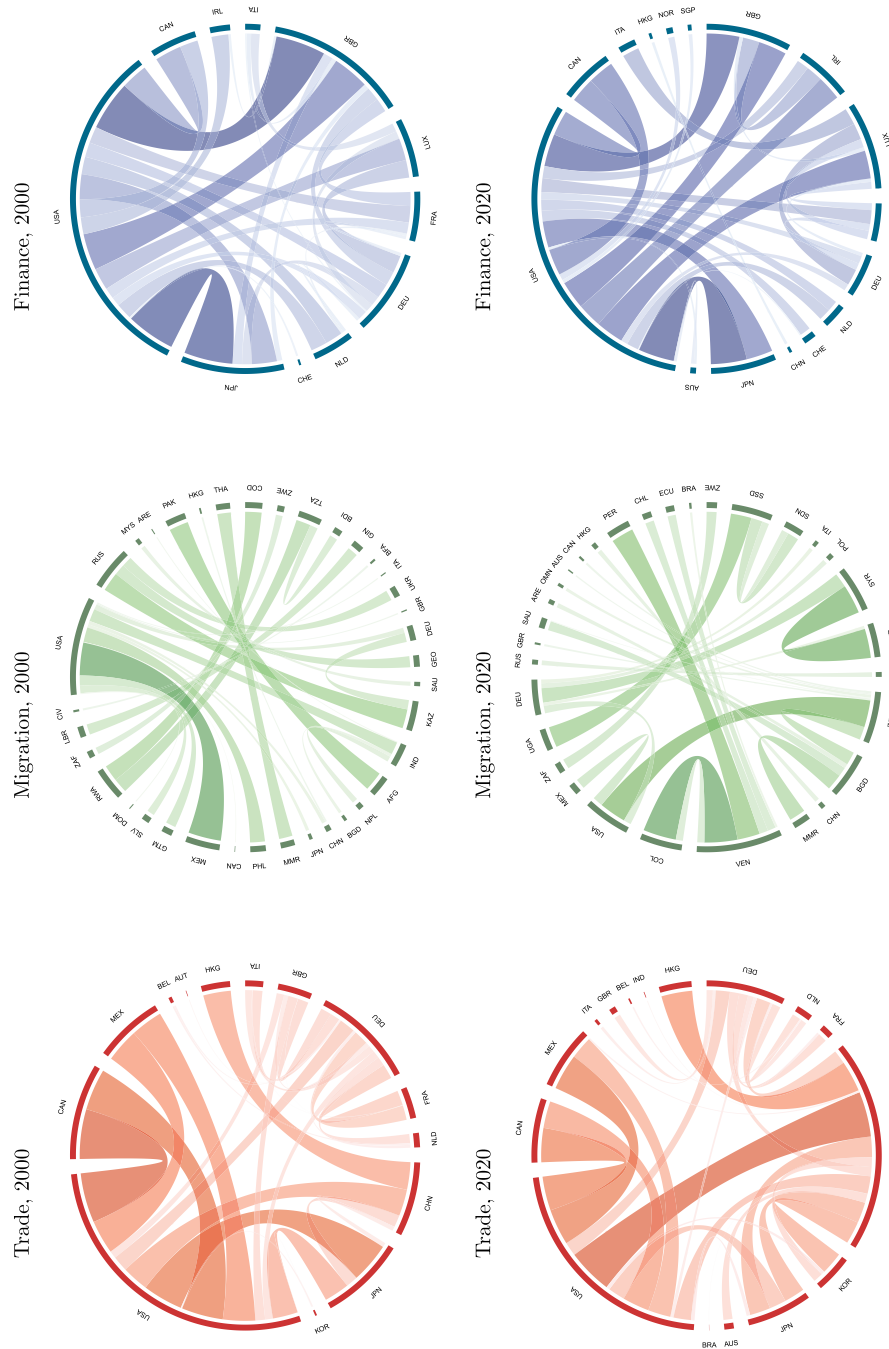 Finance, 2000
USA
CAN
IRL
ITA
GBR
LUX
FRA
DEU
NLD
CHE
JPN
Finance, 2020
USA
CAN
ITA
HKG
NOR
SGP
GBR
IRL
DEU
NLD
CHE
CHN
JPN
AUS
Migration, 2000
USA
RUS
MYS
ARE
PAK
HKG
THA
COD
ZWE
TZA
BDI
GIN
BFA
ITA
UKR
GBR
DEU
GEO
SAU
KAZ
IND
AFG
NPL
BGD
CHN
JPN
MMR
PHL
CAN
MEX
GTM
SLV
DOM
RWA
ZAF
LBR
CIV
Migration, 2020
DEU
RUS
GBR
SAU
ARE
OMN
AUS
CAN
HKG
PER
CHL
ECU
BRA
ZWE
SSD
SDN
ITA
POL
SYR
BGD
CHN
MMR
VEN
COL
USA
MEX
ZAF
UGA
Trade, 2000
USA
CAN
MEX
BEL
AUT
HKG
ITA
GBR
DEU
FRA
NLD
CHN
JPN
KOR
Trade, 2020
USA
CAN
MEX
ITA
GBR
BEL
IND
HKG
DEU
NLD
FRA
KOR
JPN
AUS
BRA